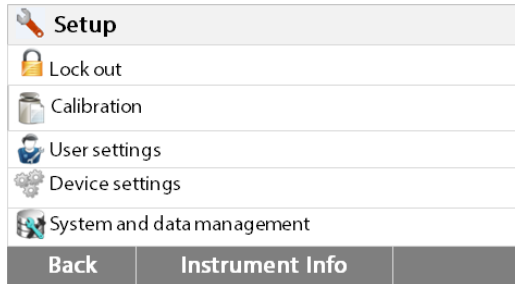 Setup
Lock out
Calibration
User settings
Device settings
System and data management
Back Instrument Info